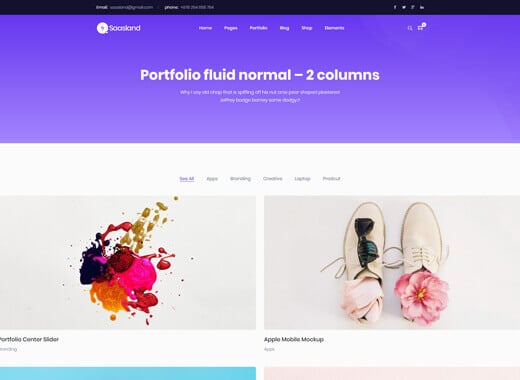 Email: saasland@gmail.com phone: +978 254 658 764
Saasland Home Pages Portfolio Blog Shop Elements
Portfolio fluid normal – 2 columns
Why I say old chap that is spiffing off his nut arse pear shaped plastered
Jeffrey bodge barney some dodgy.!!
See All Apps Branding Creative Laptop Prodcut
Portfolio Center Slider Apple Mobile Mockup
Branding Apps